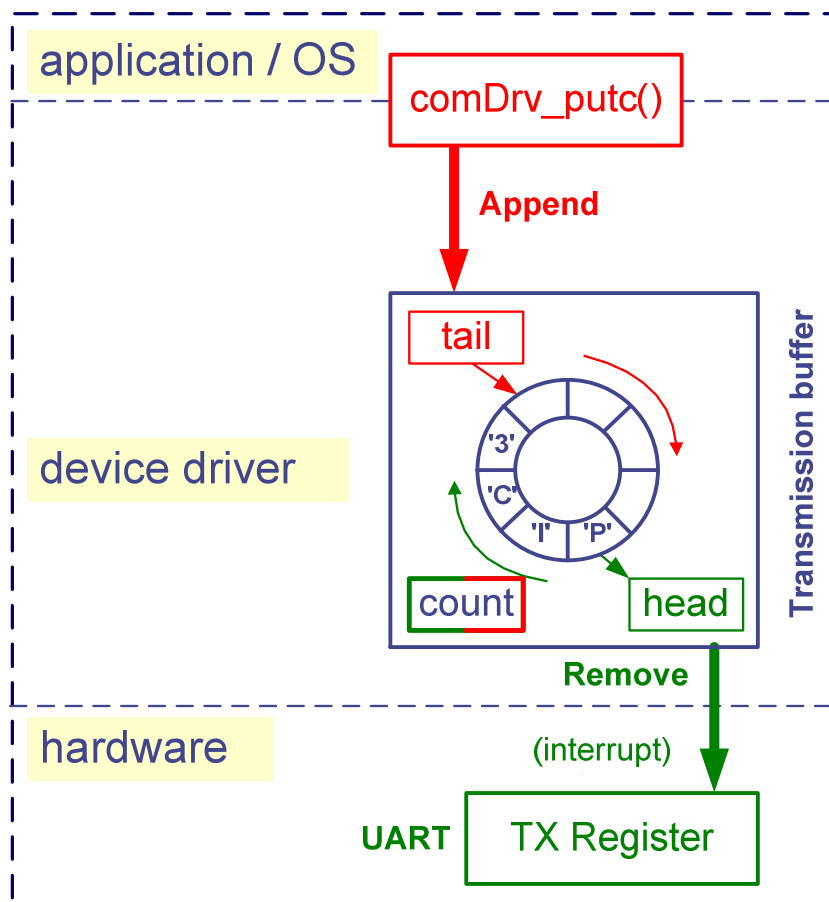 application / OS
comDrv_putc()
Append
tail
Transmission buffer
'3'
device driver
'C'
'I'
'P'
count
head
Remove
hardware
(interrupt)
UART
TX Register